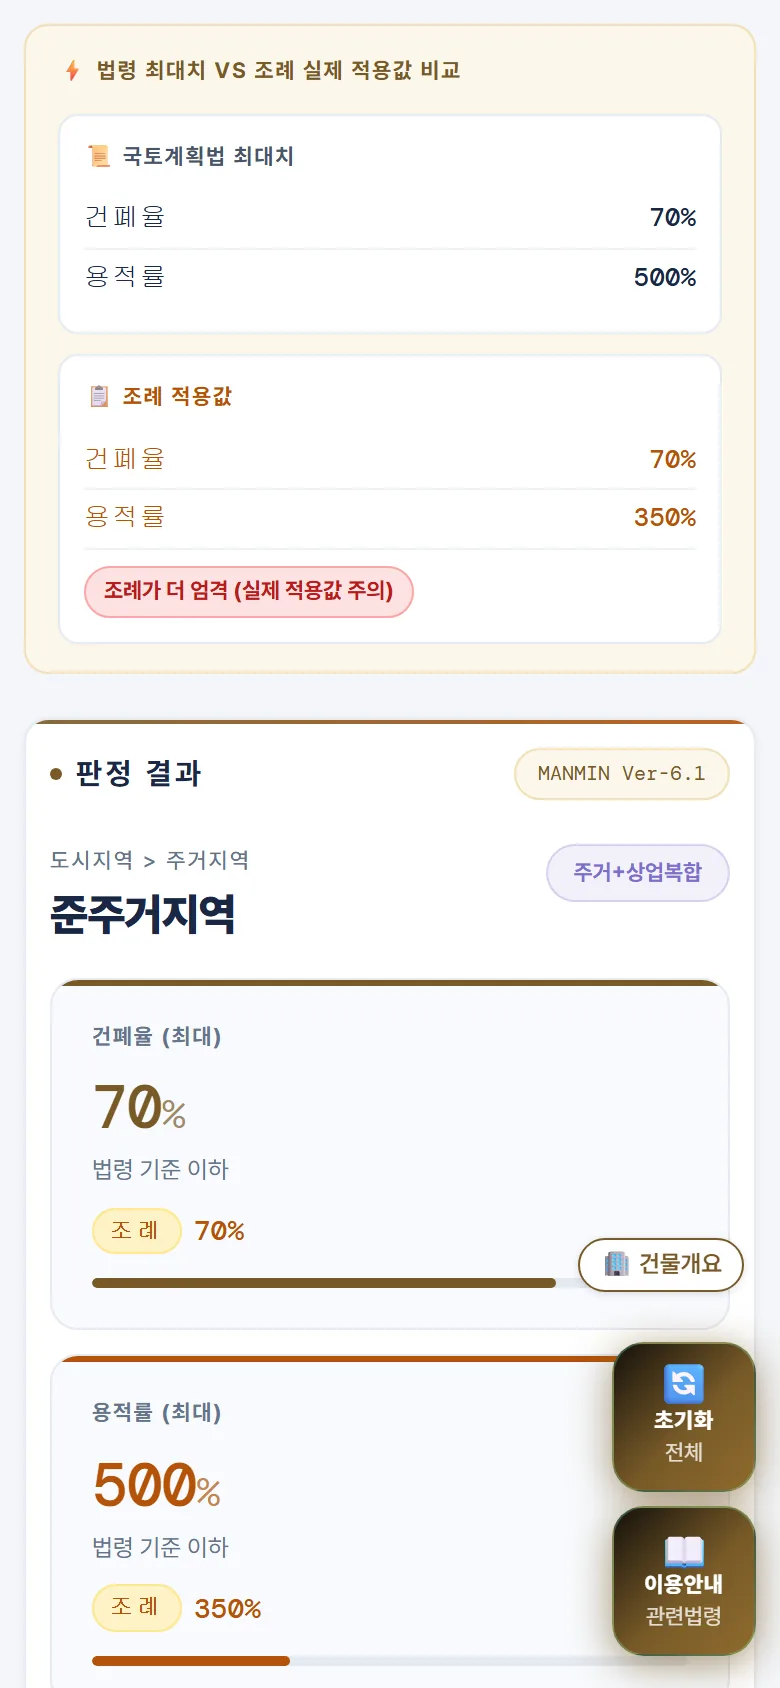 법령 최대치 VS 조례 실제 적용값 비교
국토계획법 최대치
건폐율 70%
용적률 500%
조례 적용값
건폐율 70%
용적률 350%
조례가 더 엄격 (실제 적용값 주의)
판정 결과
MANMIN Ver-6.1
도시지역 > 주거지역
주거+상업복합
준주거지역
건폐율 (최대)
70%
법령 기준 이하
조례 70%
건물개요
용적률 (최대)
초기화
전체
500%
법령 기준 이하
이용안내
관련법령
조례 350%